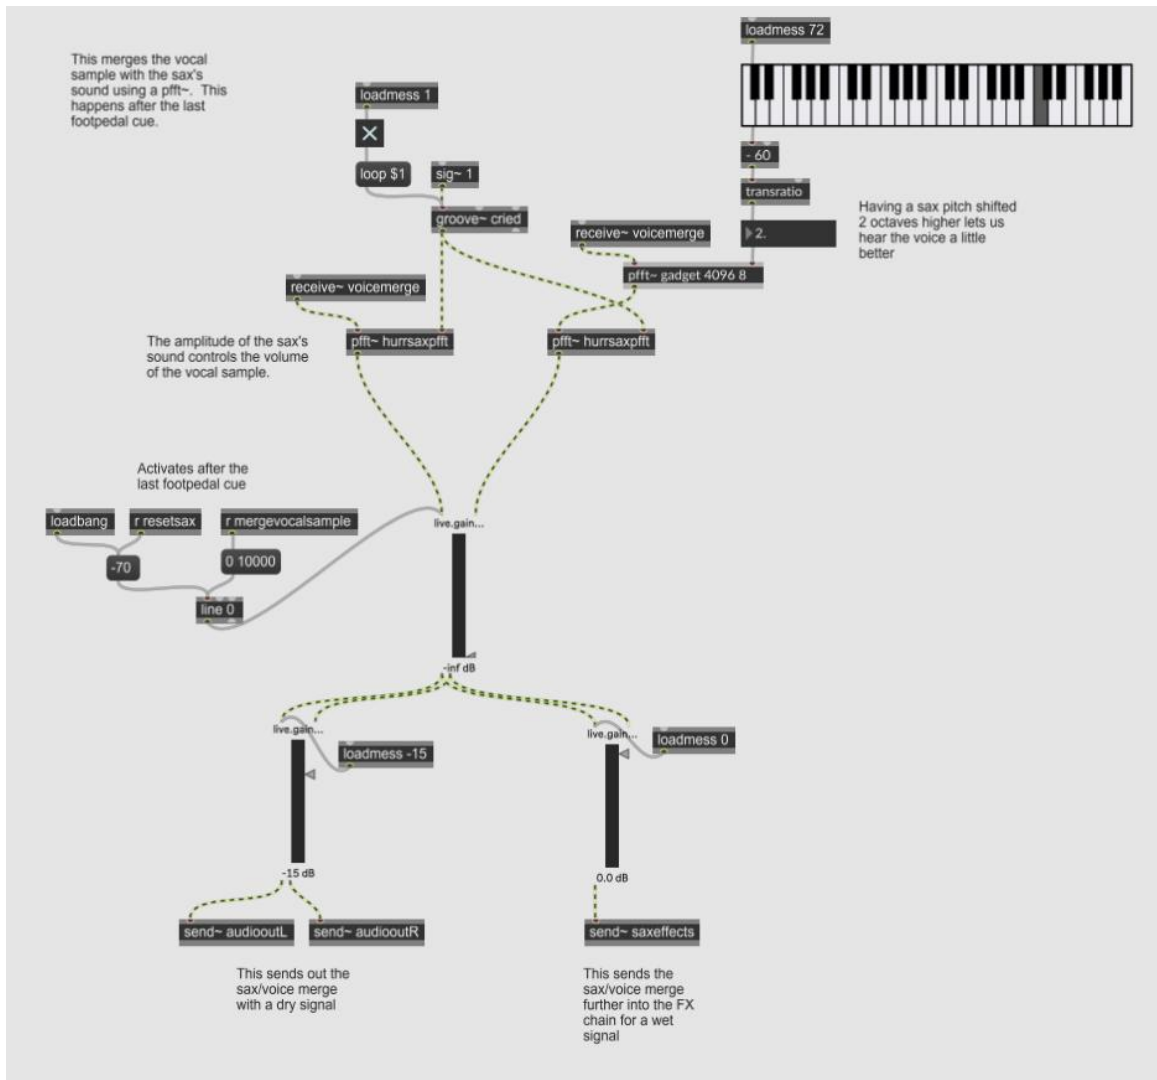 loadmess 72
This merges the vocal
sample with the sax's
sound using a pfft~.  This
happens after the last
footpedal cue.
loadmess 1
- 60
loop $1
sig~ 1
transratio
groove~ cried
receive~ voicemerge
2.
Having a sax pitch shifted
2 octaves higher lets us
hear the voice a little
better
pfft~ gadget 4096 8
receive~ voicemerge
The amplitude of the sax's
sound controls the volume
of the vocal sample.
pfft~ hurrsaxpfft
pfft~ hurrsaxpfft
Activates after the
last footpedal cue
loadbang
r resetsax
r mergevocalsample
live.gain...
-70
0 10000
line 0
-inf dB
live.gain...
loadmess -15
live.gain...
loadmess 0
-15 dB
0.0 dB
send~ audiooutL
send~ audiooutR
send~ saxeffects
This sends out the
sax/voice merge
with a dry signal
This sends the
sax/voice merge
further into the FX
chain for a wet
signal